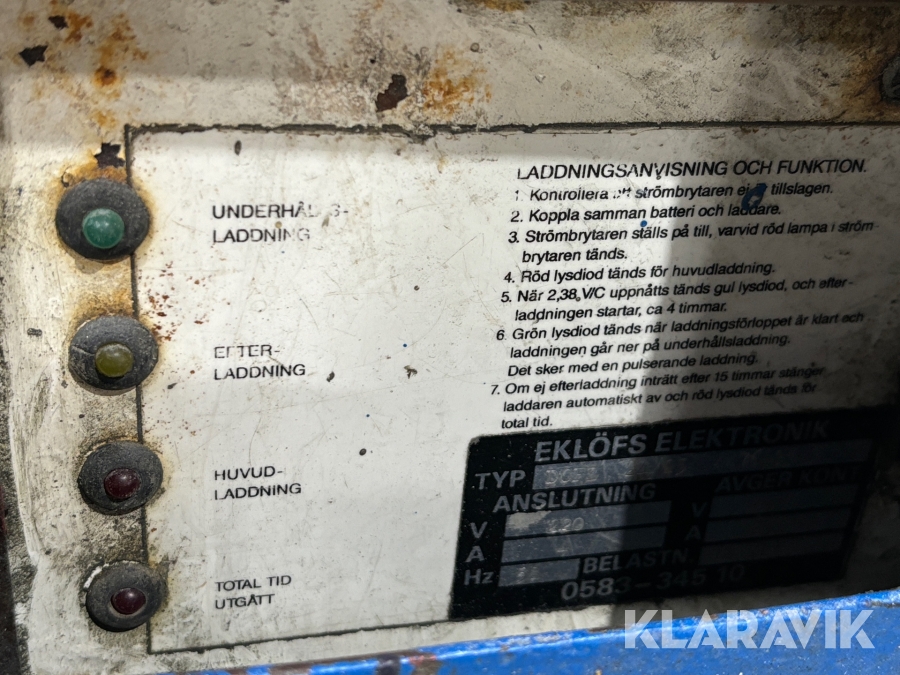 UNDERHÅLLS-
LADDNING
EFTER-
LADDNING
HUVUD-
LADDNING
TOTAL TID
UTGÅTT
LADDNINGSANVISNING OCH FUNKTION.
1. Kontrollera att strömbrytaren ej tillslagen.
2. Koppla samman batteri och laddare.
3. Strömbrytaren ställs på till, varvid röd lampa i ström-
brytaren tänds.
4. Röd lysdiod tänds för huvudladdning.
5. När 2,38 V/C uppnåtts tänds gul lysdiod, och efter-
laddningen startar, ca 4 timmar.
6. Grön lysdiod tänds när laddningsförloppet är klart och
laddningen går ner på underhållsladdning.
Det sker med en pulserande laddning.
7. Om ej efterladdning inträtt efter 15 timmar stänger
laddaren automatiskt av och röd lysdiod tänds för
total tid.
EKLÖFS ELEKTRONIK
TYP
ANSLUTNING AVGER KONT
V 220 V
A A
Hz BELASTN
0583-345 10
KLARAVIK